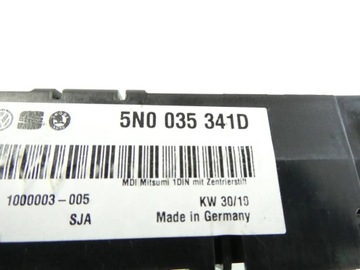 5N0 035 341D
MDI Mitsumi 1DIN mit Zentrierstift
1000003-005
KW 30/10
SJA
Made in Germany